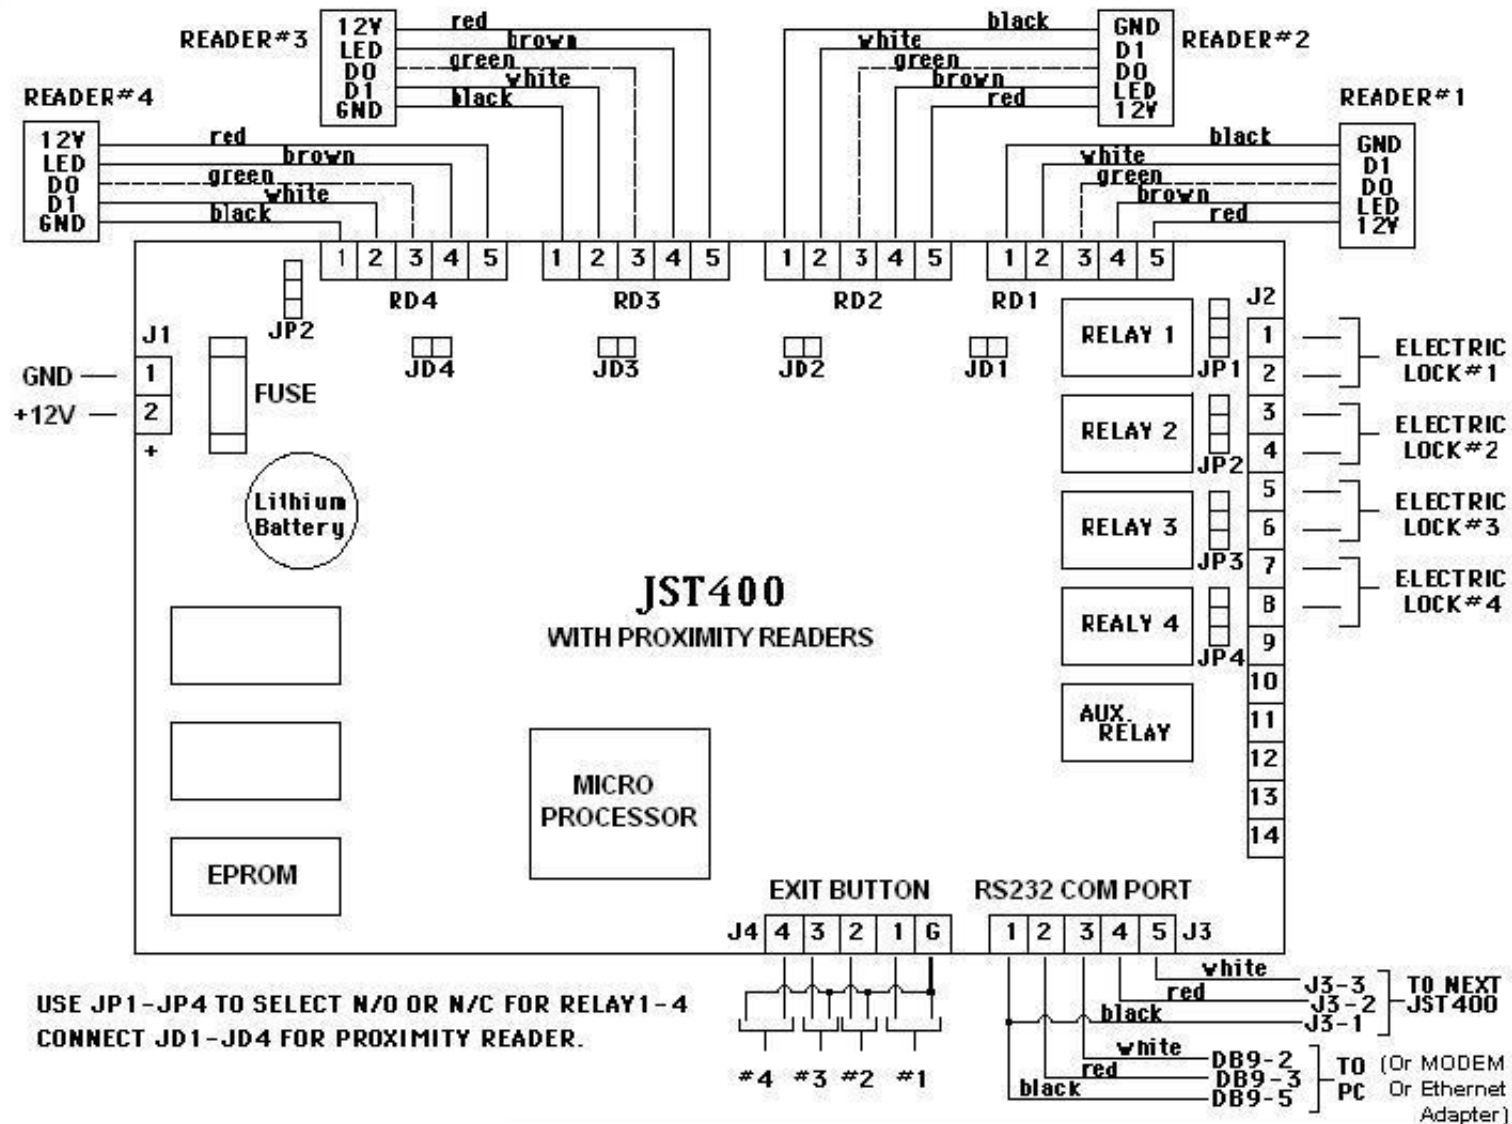 READER#3
12V
LED
D0
D1
GND
red
brown
green
white
black
black
white
green
brown
red
GND
D1
D0
LED
12V
READER#2
READER#4
12V
LED
D0
D1
GND
red
brown
green
white
black
READER#1
black
white
green
brown
red
GND
D1
D0
LED
12V
1 2 3 4 5
RD4
1 2 3 4 5
RD3
1 2 3 4 5
RD2
1 2 3 4 5
RD1
J1
GND
1
+12V
2
+
JP2
FUSE
JD4
JD3
JD2
JD1
RELAY 1
JP1
RELAY 2
JP2
RELAY 3
JP3
REALY 4
JP4
AUX.
RELAY
J2
1
2
3
4
5
6
7
8
9
10
11
12
13
14
ELECTRIC
LOCK#1
ELECTRIC
LOCK#2
ELECTRIC
LOCK#3
ELECTRIC
LOCK#4
Lithium
Battery
JST400
WITH PROXIMITY READERS
MICRO
PROCESSOR
EPROM
EXIT BUTTON
J4 4 3 2 1 G
RS232 COM PORT
1 2 3 4 5 J3
#4 #3 #2 #1
white
red
black
J3-3
J3-2
J3-1
TO NEXT
JST400
white
red
black
DB9-2
DB9-3
DB9-5
TO
PC
(Or MODEM
Or Ethernet
Adapter)
USE JP1-JP4 TO SELECT N/O OR N/C FOR RELAY1-4
CONNECT JD1-JD4 FOR PROXIMITY READER.